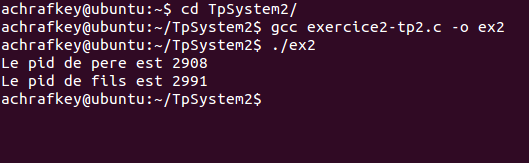 achrafkey@ubuntu:~$ cd TpSystem2/
achrafkey@ubuntu:~/TpSystem2$ gcc exercice2-tp2.c -o ex2
achrafkey@ubuntu:~/TpSystem2$ ./ex2
Le pid de pere est 2908
Le pid de fils est 2991
achrafkey@ubuntu:~/TpSystem2$